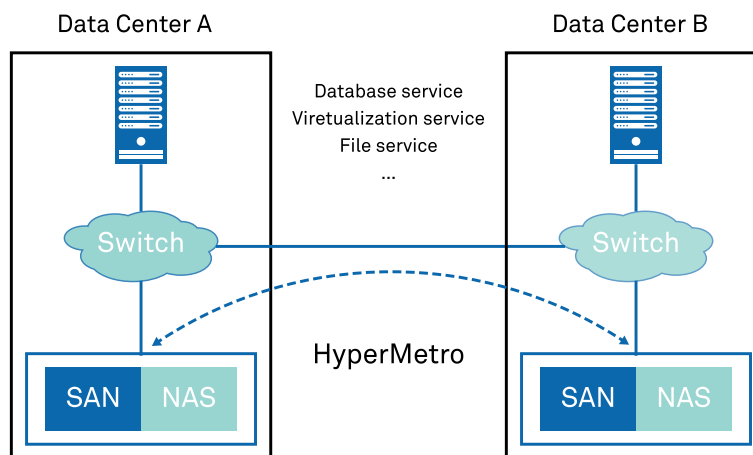 Data Center A
Data Center B
Database service
Viretualization service
File service
...
Switch
Switch
HyperMetro
SAN NAS
SAN NAS